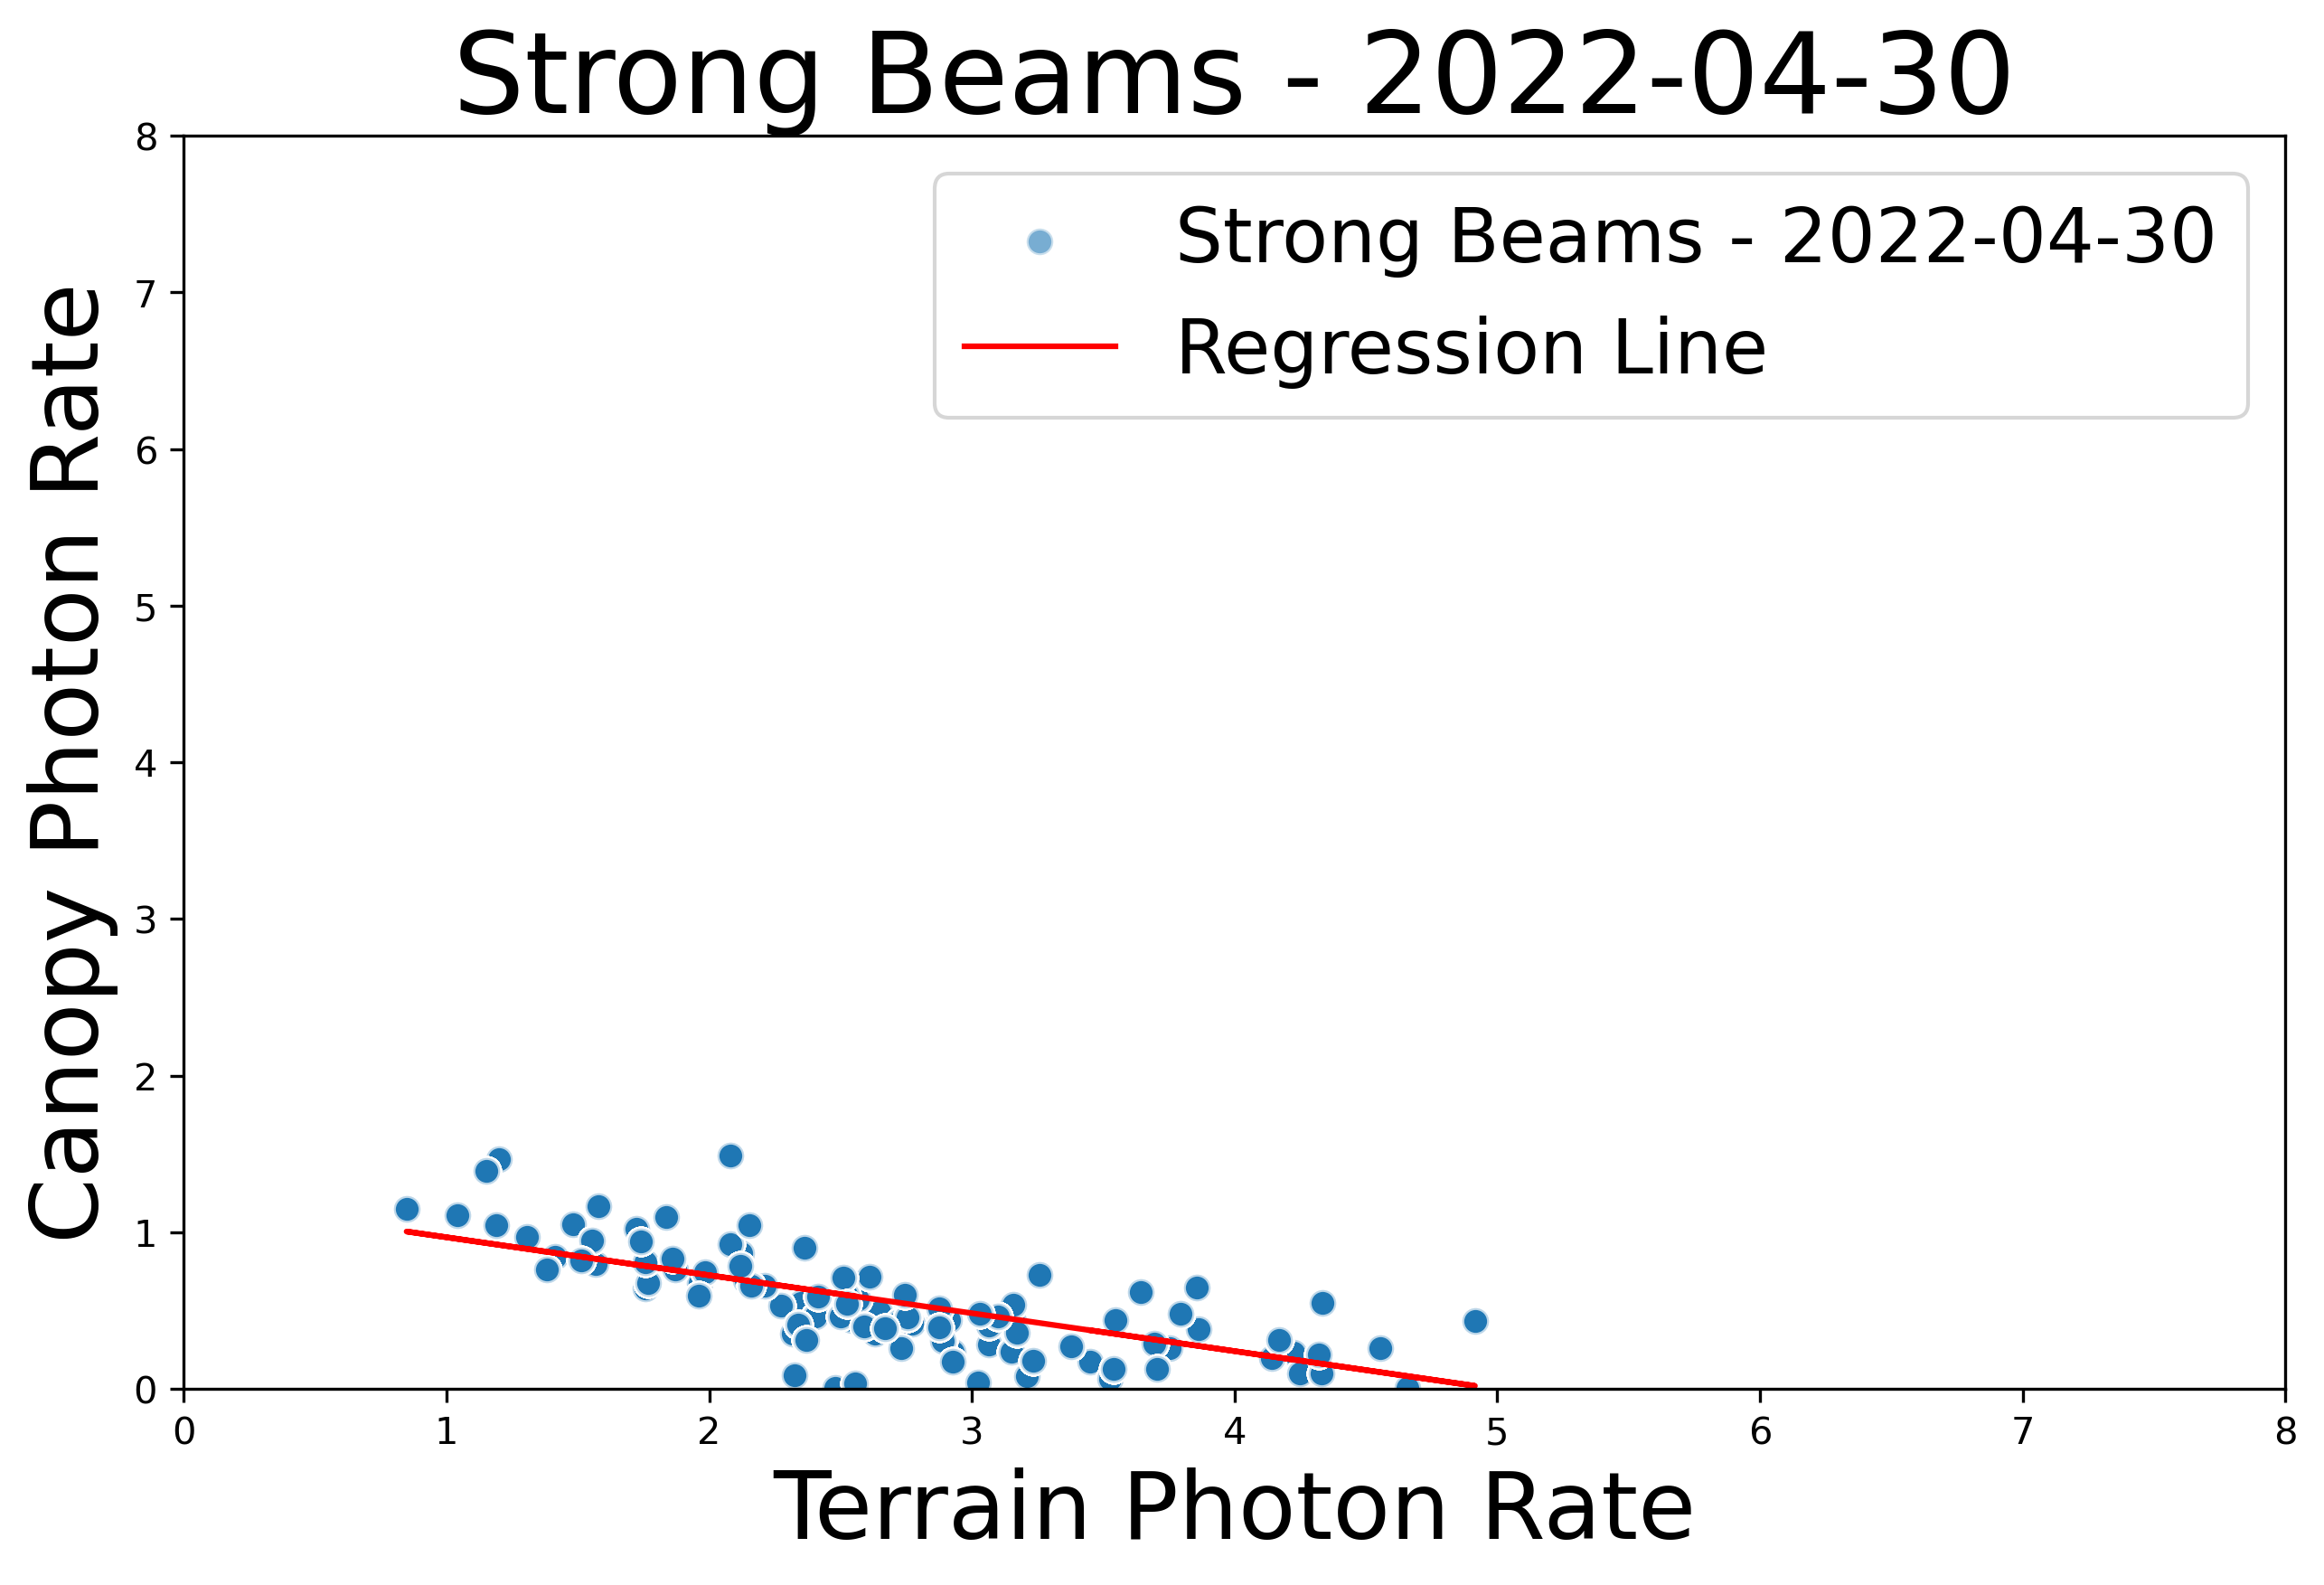 Strong Beams - 2022-04-30
Strong Beams - 2022-04-30
Regression Line
Canopy Photon Rate
8
7
6
5
4
3
2
1
0
0 1 2 3 4 5 6 7 8
Terrain Photon Rate